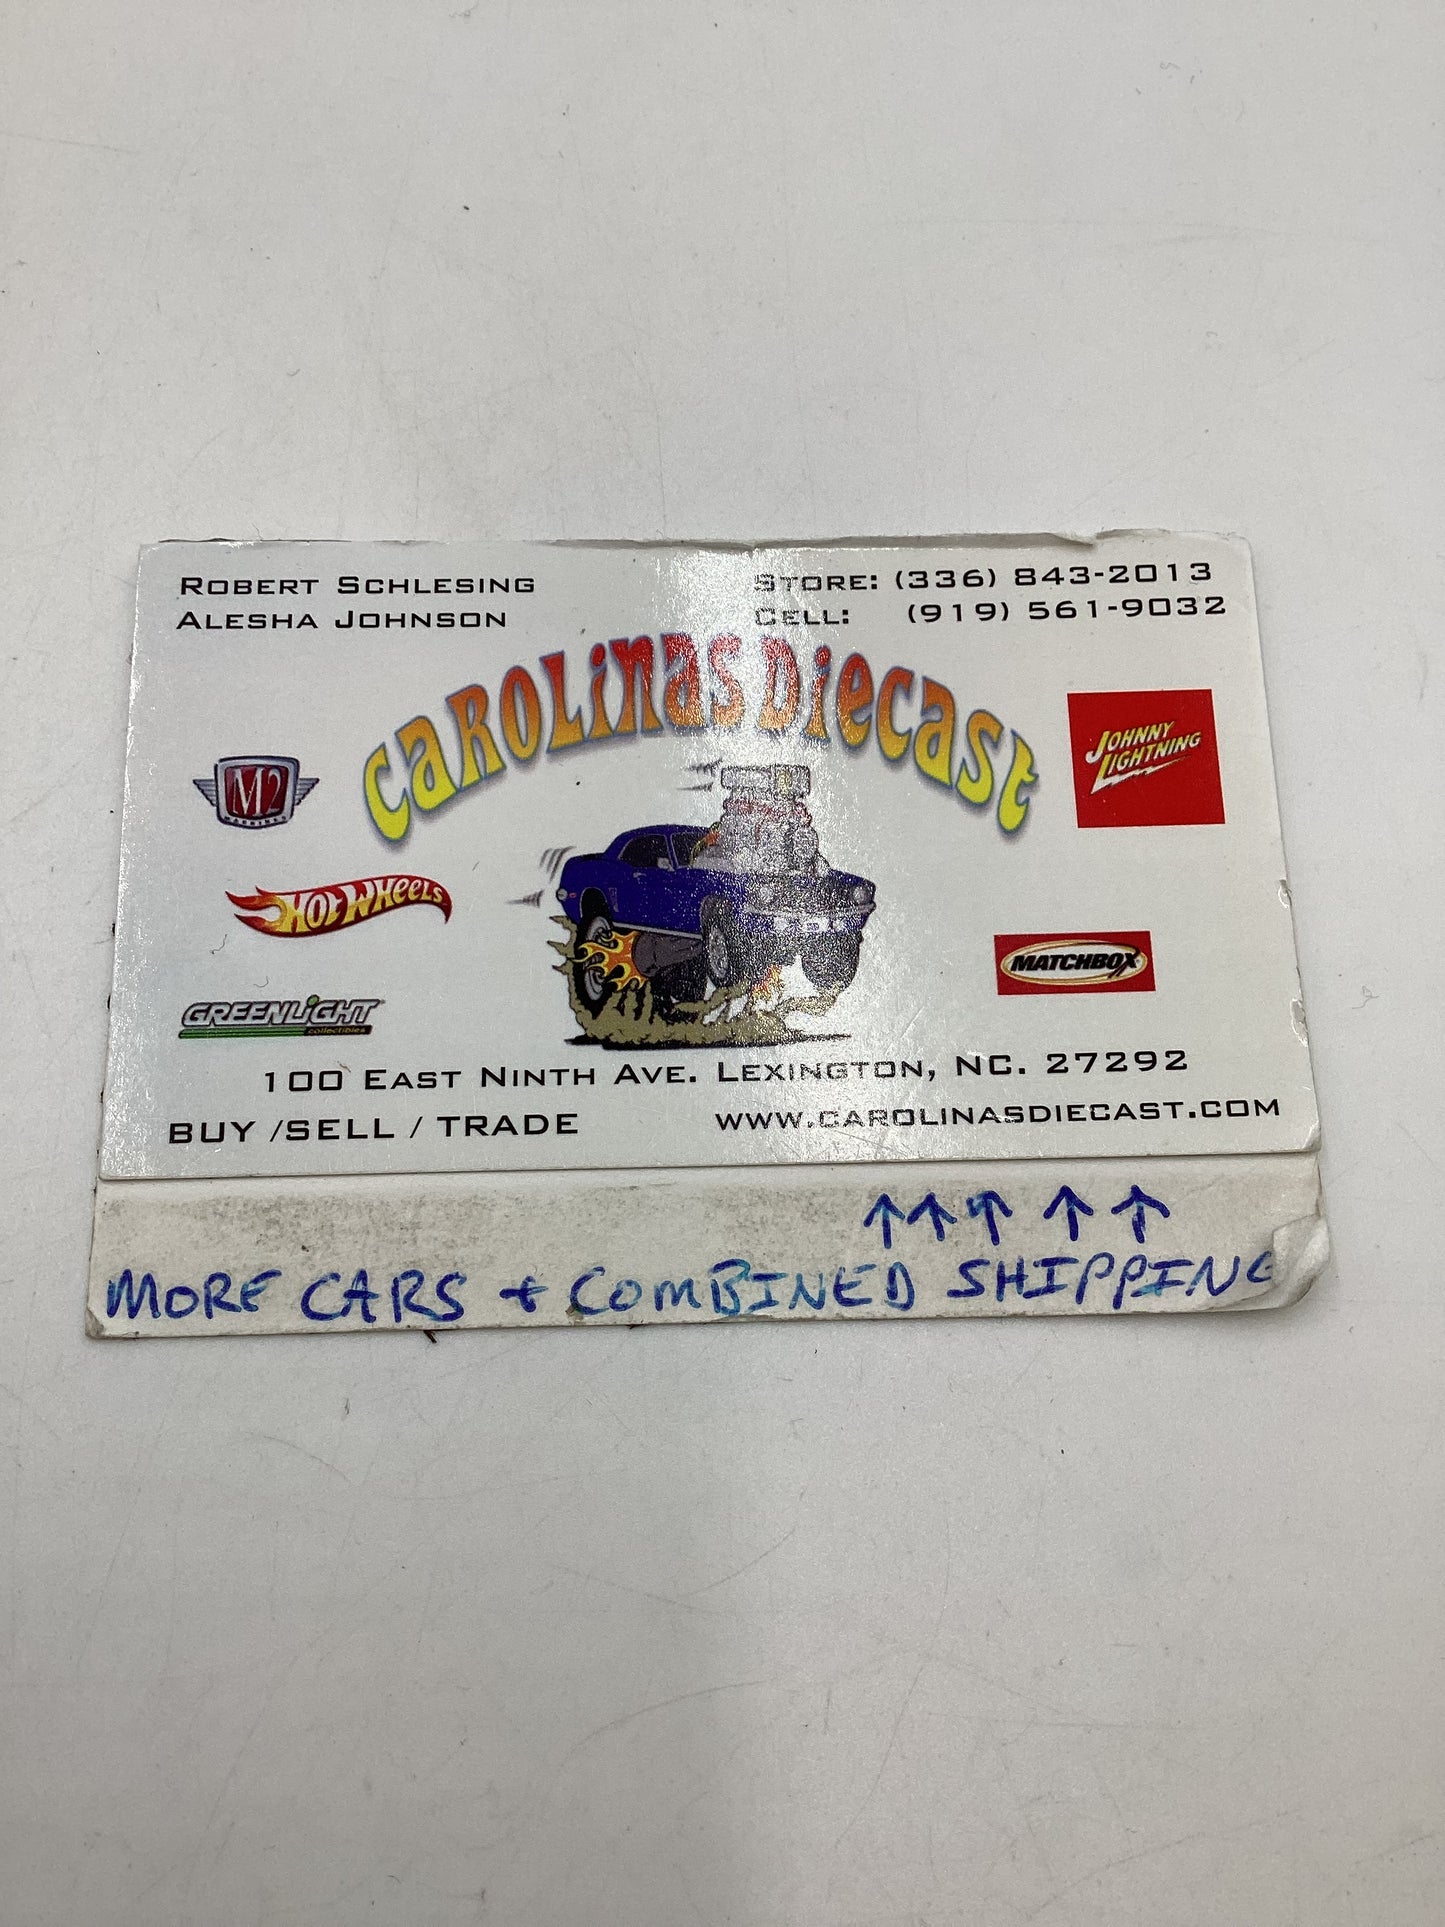 ROBERT SCHLESING
ALESHA JOHNSON
STORE: (336) 843-2013
CELL: (919) 561-9032
CAROLINAS DIECAST
M2
MACHINES
JOHNNY
LIGHTNING
HOT WHEELS
MATCHBOX
GREENLIGHT
collectibles
100 EAST NINTH AVE. LEXINGTON, NC. 27292
BUY /SELL / TRADE
WWW.CAROLINASDIECAST.COM
↑↑↑ ↑ ↑
MORE CARS + COMBINED SHIPPING